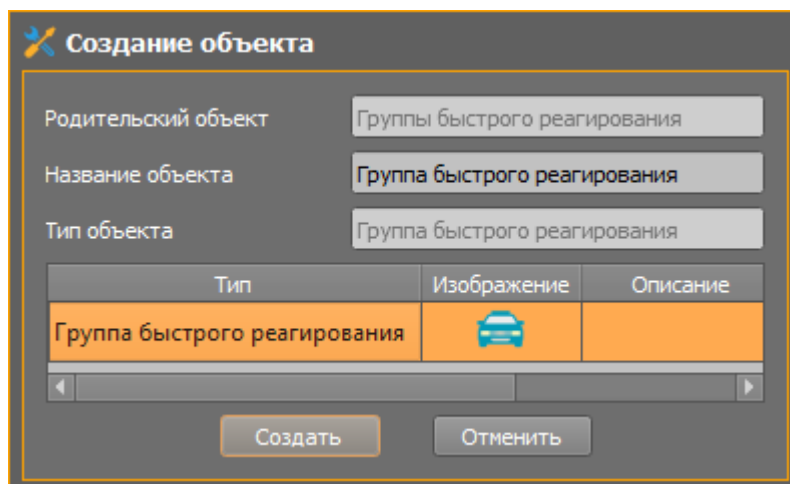 Создание объекта
Родительский объект Группы быстрого реагирования
Название объекта Группа быстрого реагирования
Тип объекта Группа быстрого реагирования
Тип Изображение Описание
Группа быстрого реагирования
Создать Отменить